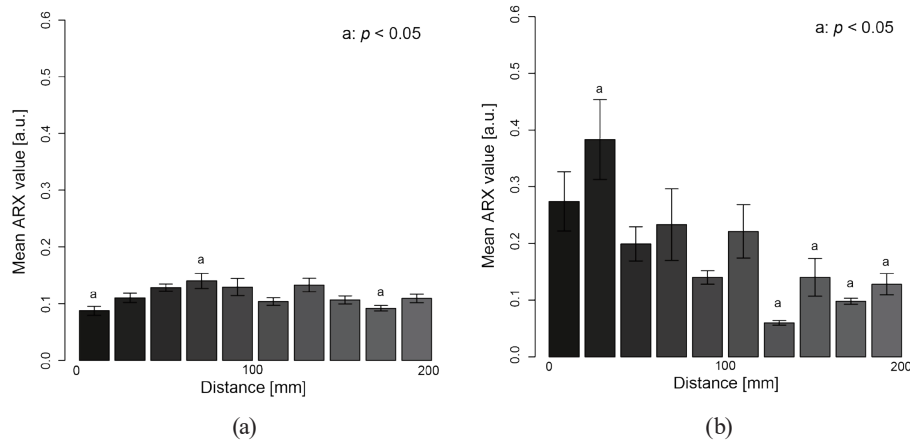 a: p < 0.05
Mean ARX value [a.u.]
0.6
0.5
0.4
0.3
0.2
0.1
0.0
a
a
a
0
100
200
Distance [mm]
(a)
a: p < 0.05
Mean ARX value [a.u.]
0.6
0.5
0.4
0.3
0.2
0.1
0.0
a
a
a
a
a
0
100
200
Distance [mm]
(b)